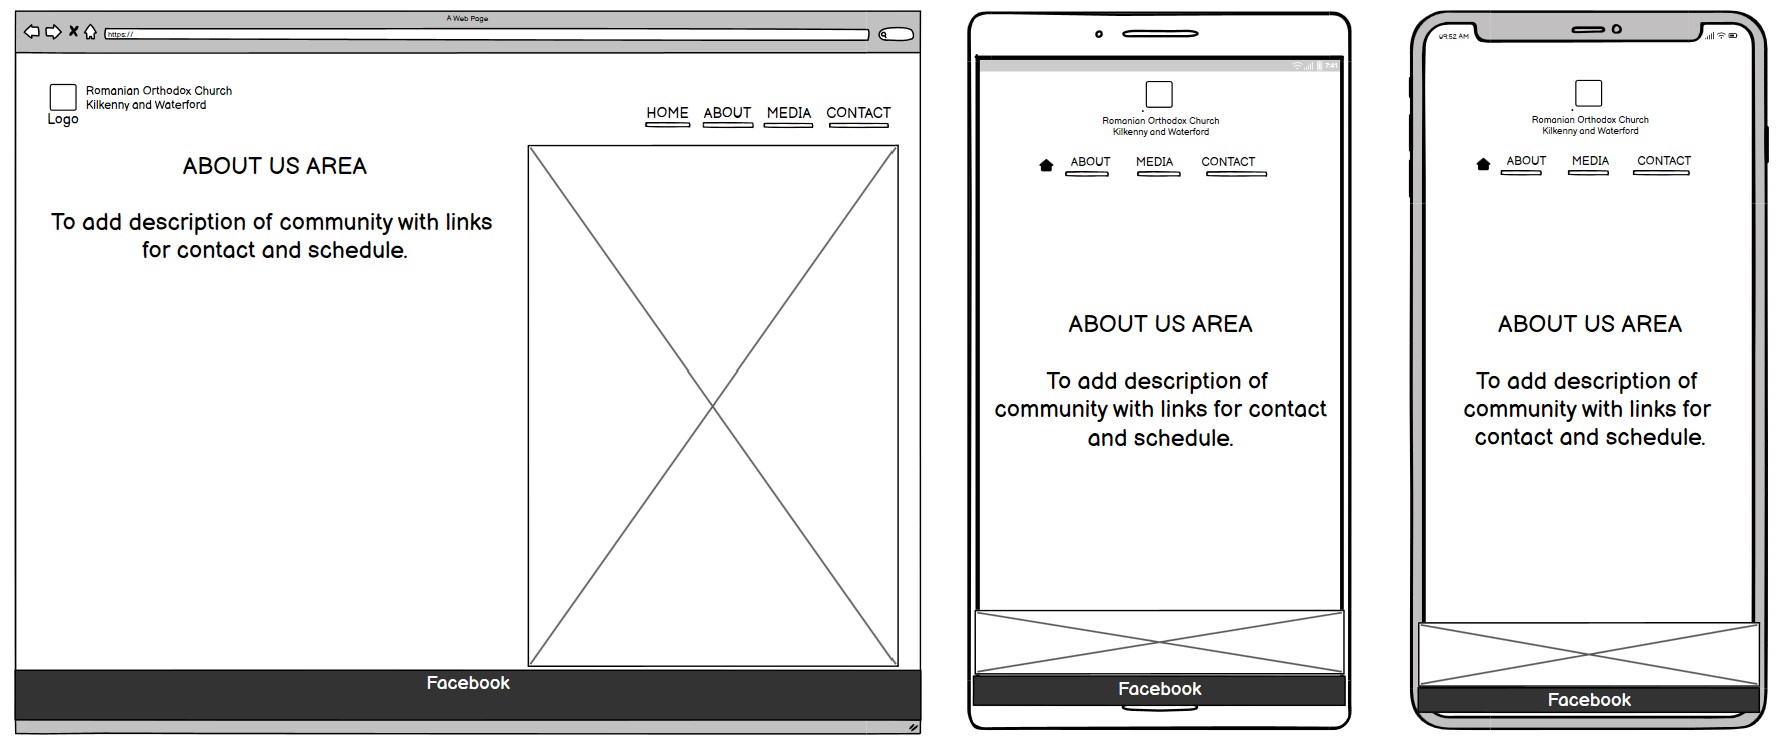 A Web Page
https://
Romanian Orthodox Church
Kilkenny and Waterford
Logo
HOME ABOUT MEDIA CONTACT
ABOUT US AREA
To add description of community with links
for contact and schedule.
Facebook
7:41
Romanian Orthodox Church
Kilkenny and Waterford
ABOUT MEDIA CONTACT
ABOUT US AREA
To add description of
community with links for contact
and schedule.
Facebook
09:52 AM
Romanian Orthodox Church
Kilkenny and Waterford
ABOUT MEDIA CONTACT
ABOUT US AREA
To add description of
community with links for
contact and schedule.
Facebook